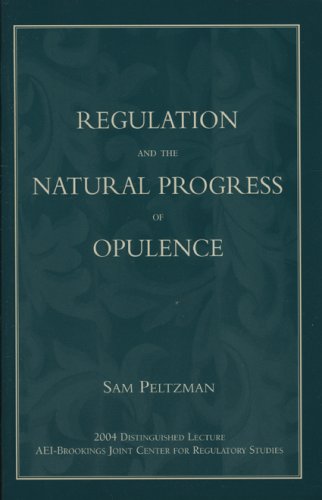 REGULATION
AND THE
NATURAL PROGRESS
OF
OPULENCE
SAM PELTZMAN
2004 DISTINGUISHED LECTURE
AEI-BROOKINGS JOINT CENTER FOR REGULATORY STUDIES